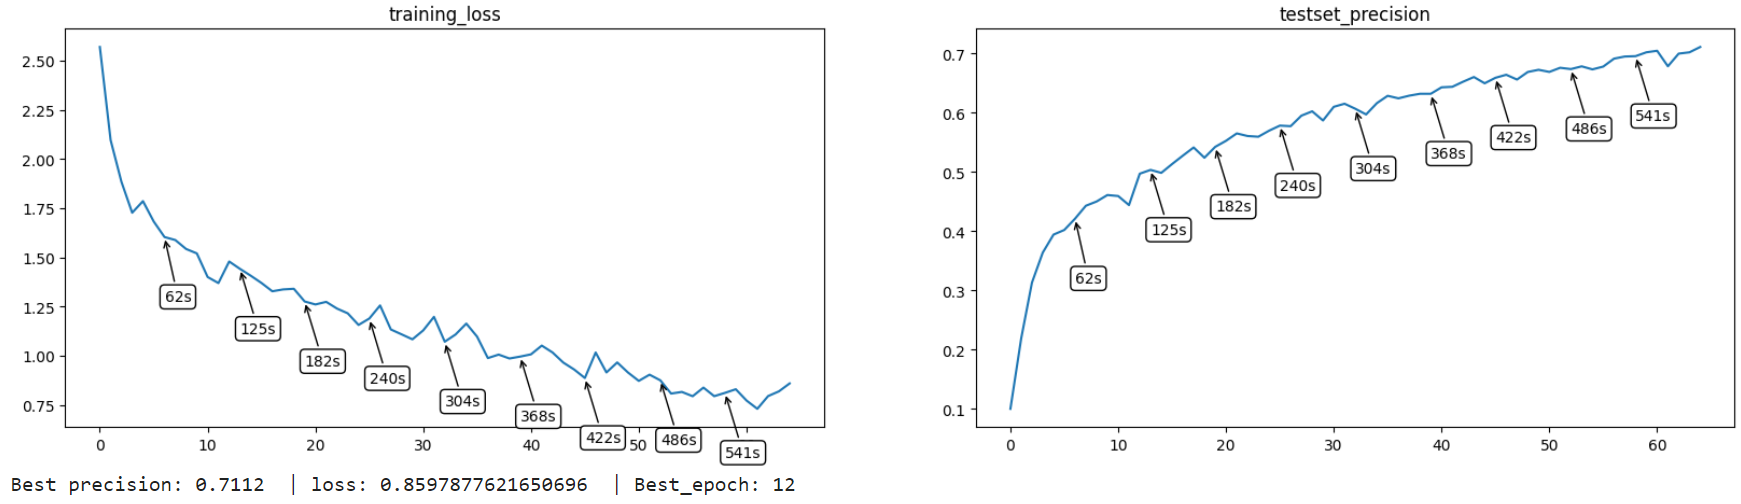 training_loss
2.50
2.25
2.00
1.75
1.50
1.25
1.00
0.75
62s
125s
182s
240s
304s
368s
422s
486s
541s
0 10 20 30 40 50
testset_precision
0.7
0.6
0.5
0.4
0.3
0.2
0.1
62s
125s
182s
240s
304s
368s
422s
486s
541s
0 10 20 30 40 50 60
Best precision: 0.7112 | loss: 0.8597877621650696 | Best_epoch: 12